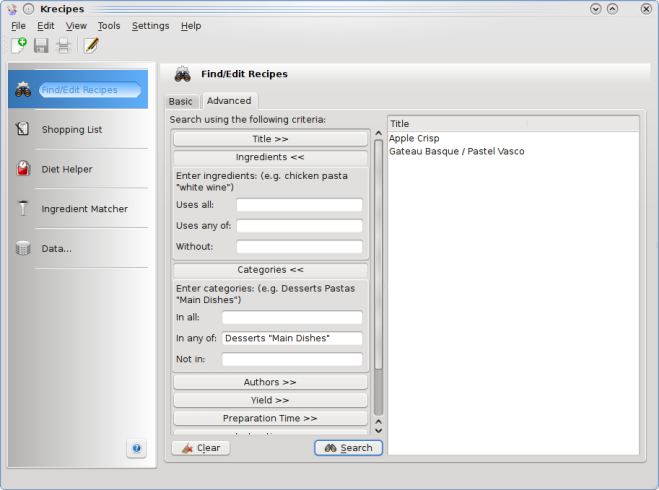 Krecipes
File Edit View Tools Settings Help
Find/Edit Recipes
Shopping List
Diet Helper
Ingredient Matcher
Data...
Find/Edit Recipes
Basic Advanced
Search using the following criteria:
Title >>
Ingredients <<
Enter ingredients: (e.g. chicken pasta
"white wine")
Uses all:
Uses any of:
Without:
Categories <<
Enter categories: (e.g. Desserts Pastas
"Main Dishes")
In all:
In any of: Desserts "Main Dishes"
Not in:
Authors >>
Yield >>
Preparation Time >>
Clear Search
Title
Apple Crisp
Gateau Basque / Pastel Vasco